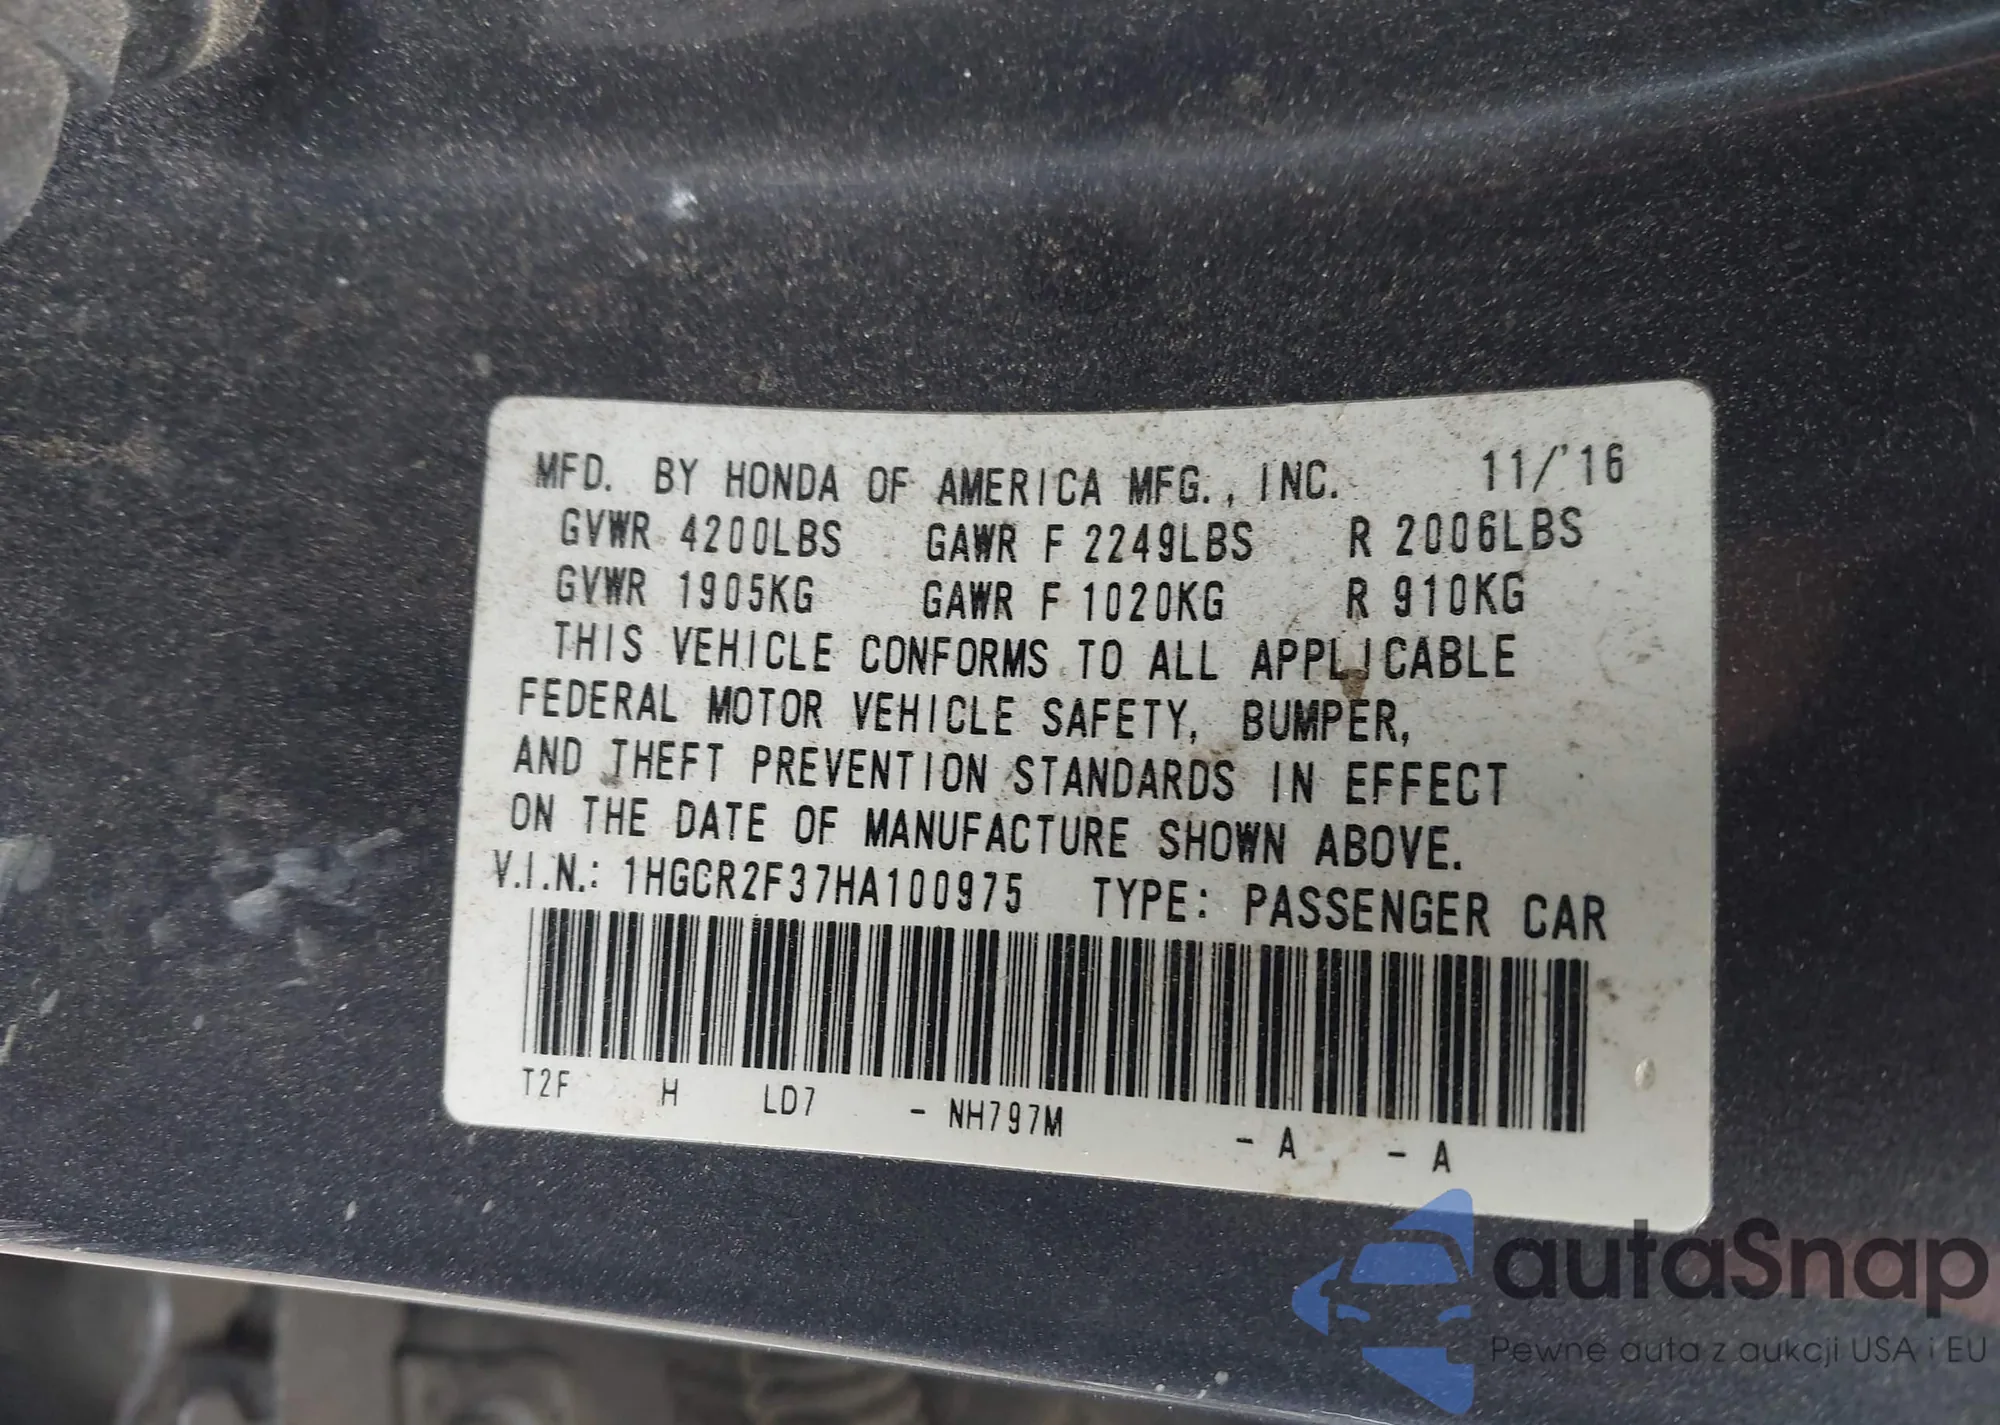 MFD. BY HONDA OF AMERICA MFG., INC. 11/'16
GVWR 4200LBS GAWR F 2249LBS R 2006LBS
GVWR 1905KG GAWR F 1020KG R 910KG
THIS VEHICLE CONFORMS TO ALL APPLICABLE
FEDERAL MOTOR VEHICLE SAFETY, BUMPER,
AND THEFT PREVENTION STANDARDS IN EFFECT
ON THE DATE OF MANUFACTURE SHOWN ABOVE.
V.I.N.: 1HGCR2F37HA100975 TYPE: PASSENGER CAR
T2F H LD7 - NH797M - A - A
autaSnap
Pewne auta z aukcji USA i EU